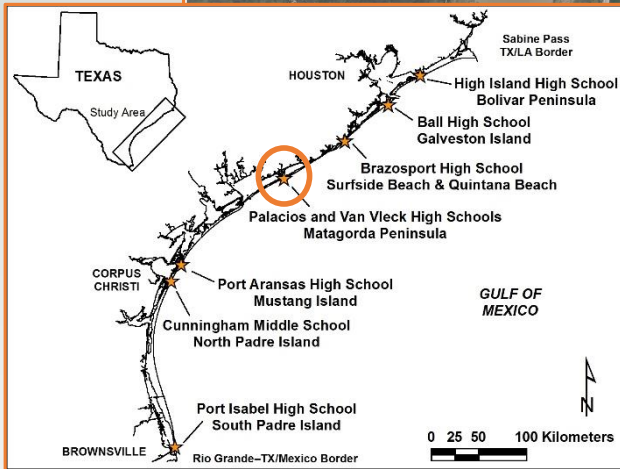 Sabine Pass
TX/LA Border
TEXAS
HOUSTON
Study Area
High Island High School
Bolivar Peninsula
Ball High School
Galveston Island
Brazosport High School
Surfside Beach & Quintana Beach
Palacios and Van Vleck High Schools
Matagorda Peninsula
CORPUS
CHRISTI
Port Aransas High School
Mustang Island
GULF OF
MEXICO
Cunningham Middle School
North Padre Island
N
Port Isabel High School
South Padre Island
BROWNSVILLE
Rio Grande–TX/Mexico Border
0 25 50 100 Kilometers